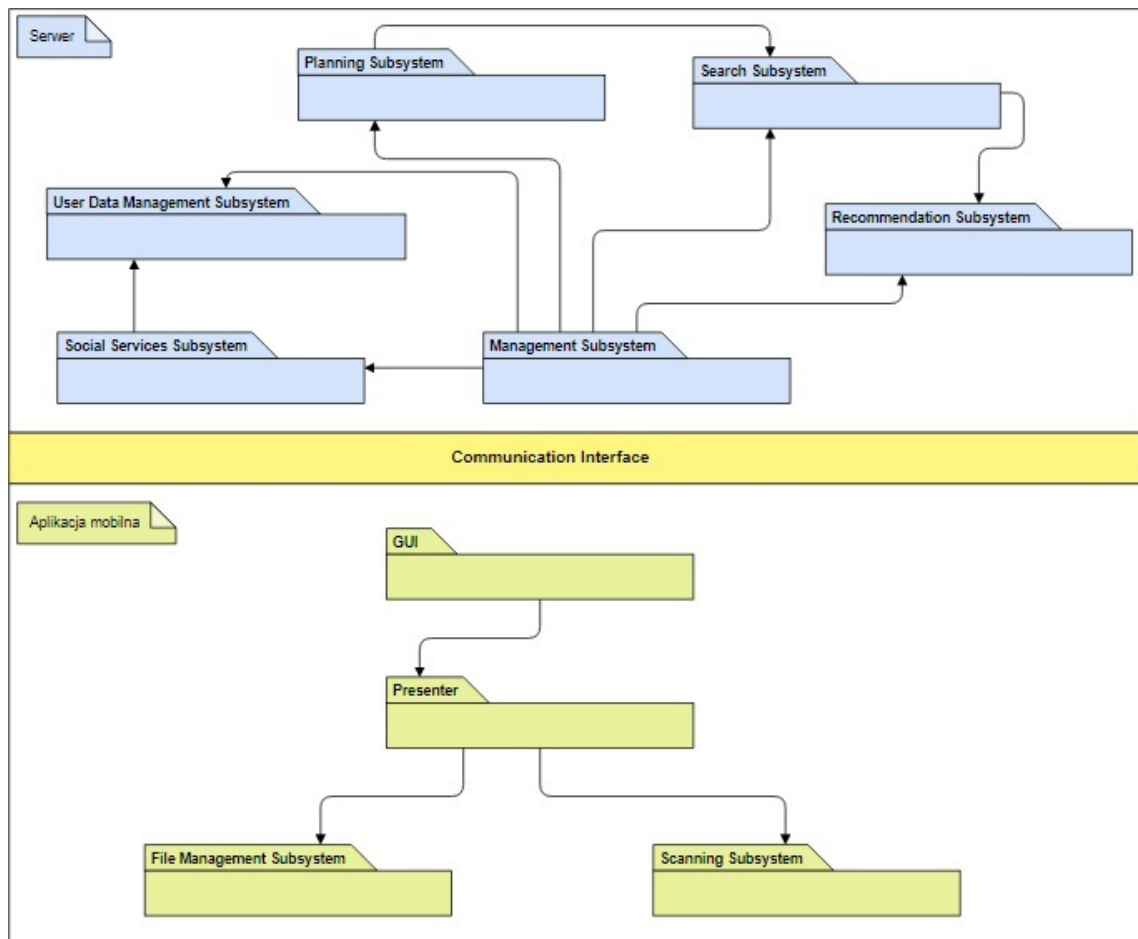 Serwer
Planning Subsystem
Search Subsystem
User Data Management Subsystem
Recommendation Subsystem
Social Services Subsystem
Management Subsystem
Communication Interface
Aplikacja mobilna
GUI
Presenter
File Management Subsystem
Scanning Subsystem